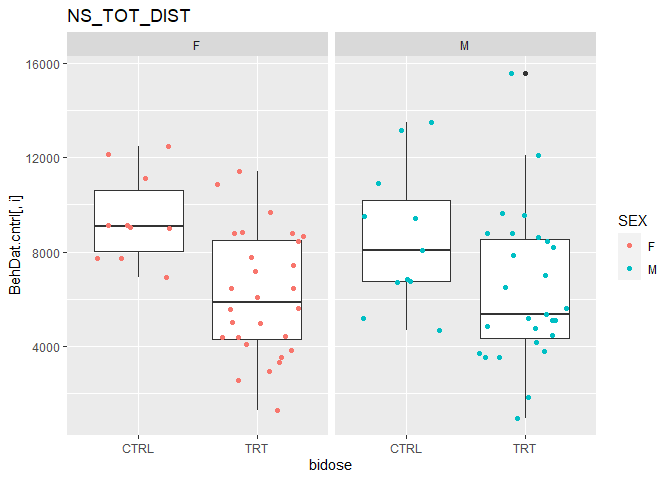 NS_TOT_DIST
F
M
16000
12000
8000
4000
BehDat.cntrl[, i]
CTRL
TRT
CTRL
TRT
bidose
SEX
F
M